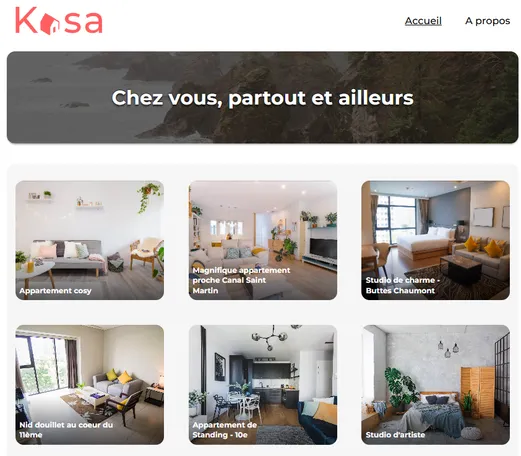 Kasa
Accueil
A propos
Chez vous, partout et ailleurs
Appartement cosy
Magnifique appartement
proche Canal Saint
Martin
Studio de charme -
Buttes Chaumont
Nid douillet au coeur du
11ème
Appartement de
Standing - 10e
Studio d'artiste